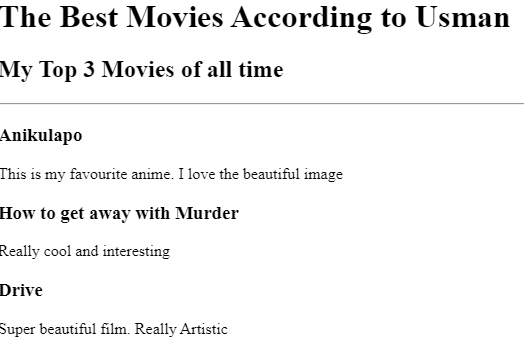 The Best Movies According to Usman
My Top 3 Movies of all time
Anikulapo
This is my favourite anime. I love the beautiful image
How to get away with Murder
Really cool and interesting
Drive
Super beautiful film. Really Artistic